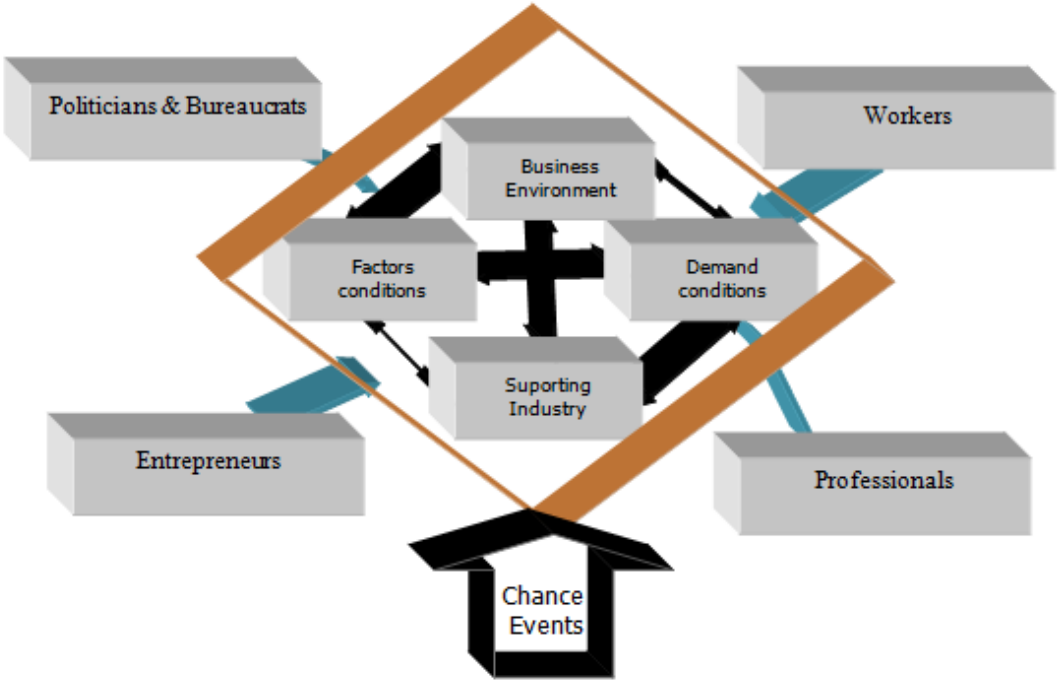 Politicians & Bureaucrats
Workers
Business
Environment
Factors
conditions
Demand
conditions
Suporting
Industry
Entrepreneurs
Professionals
Chance
Events